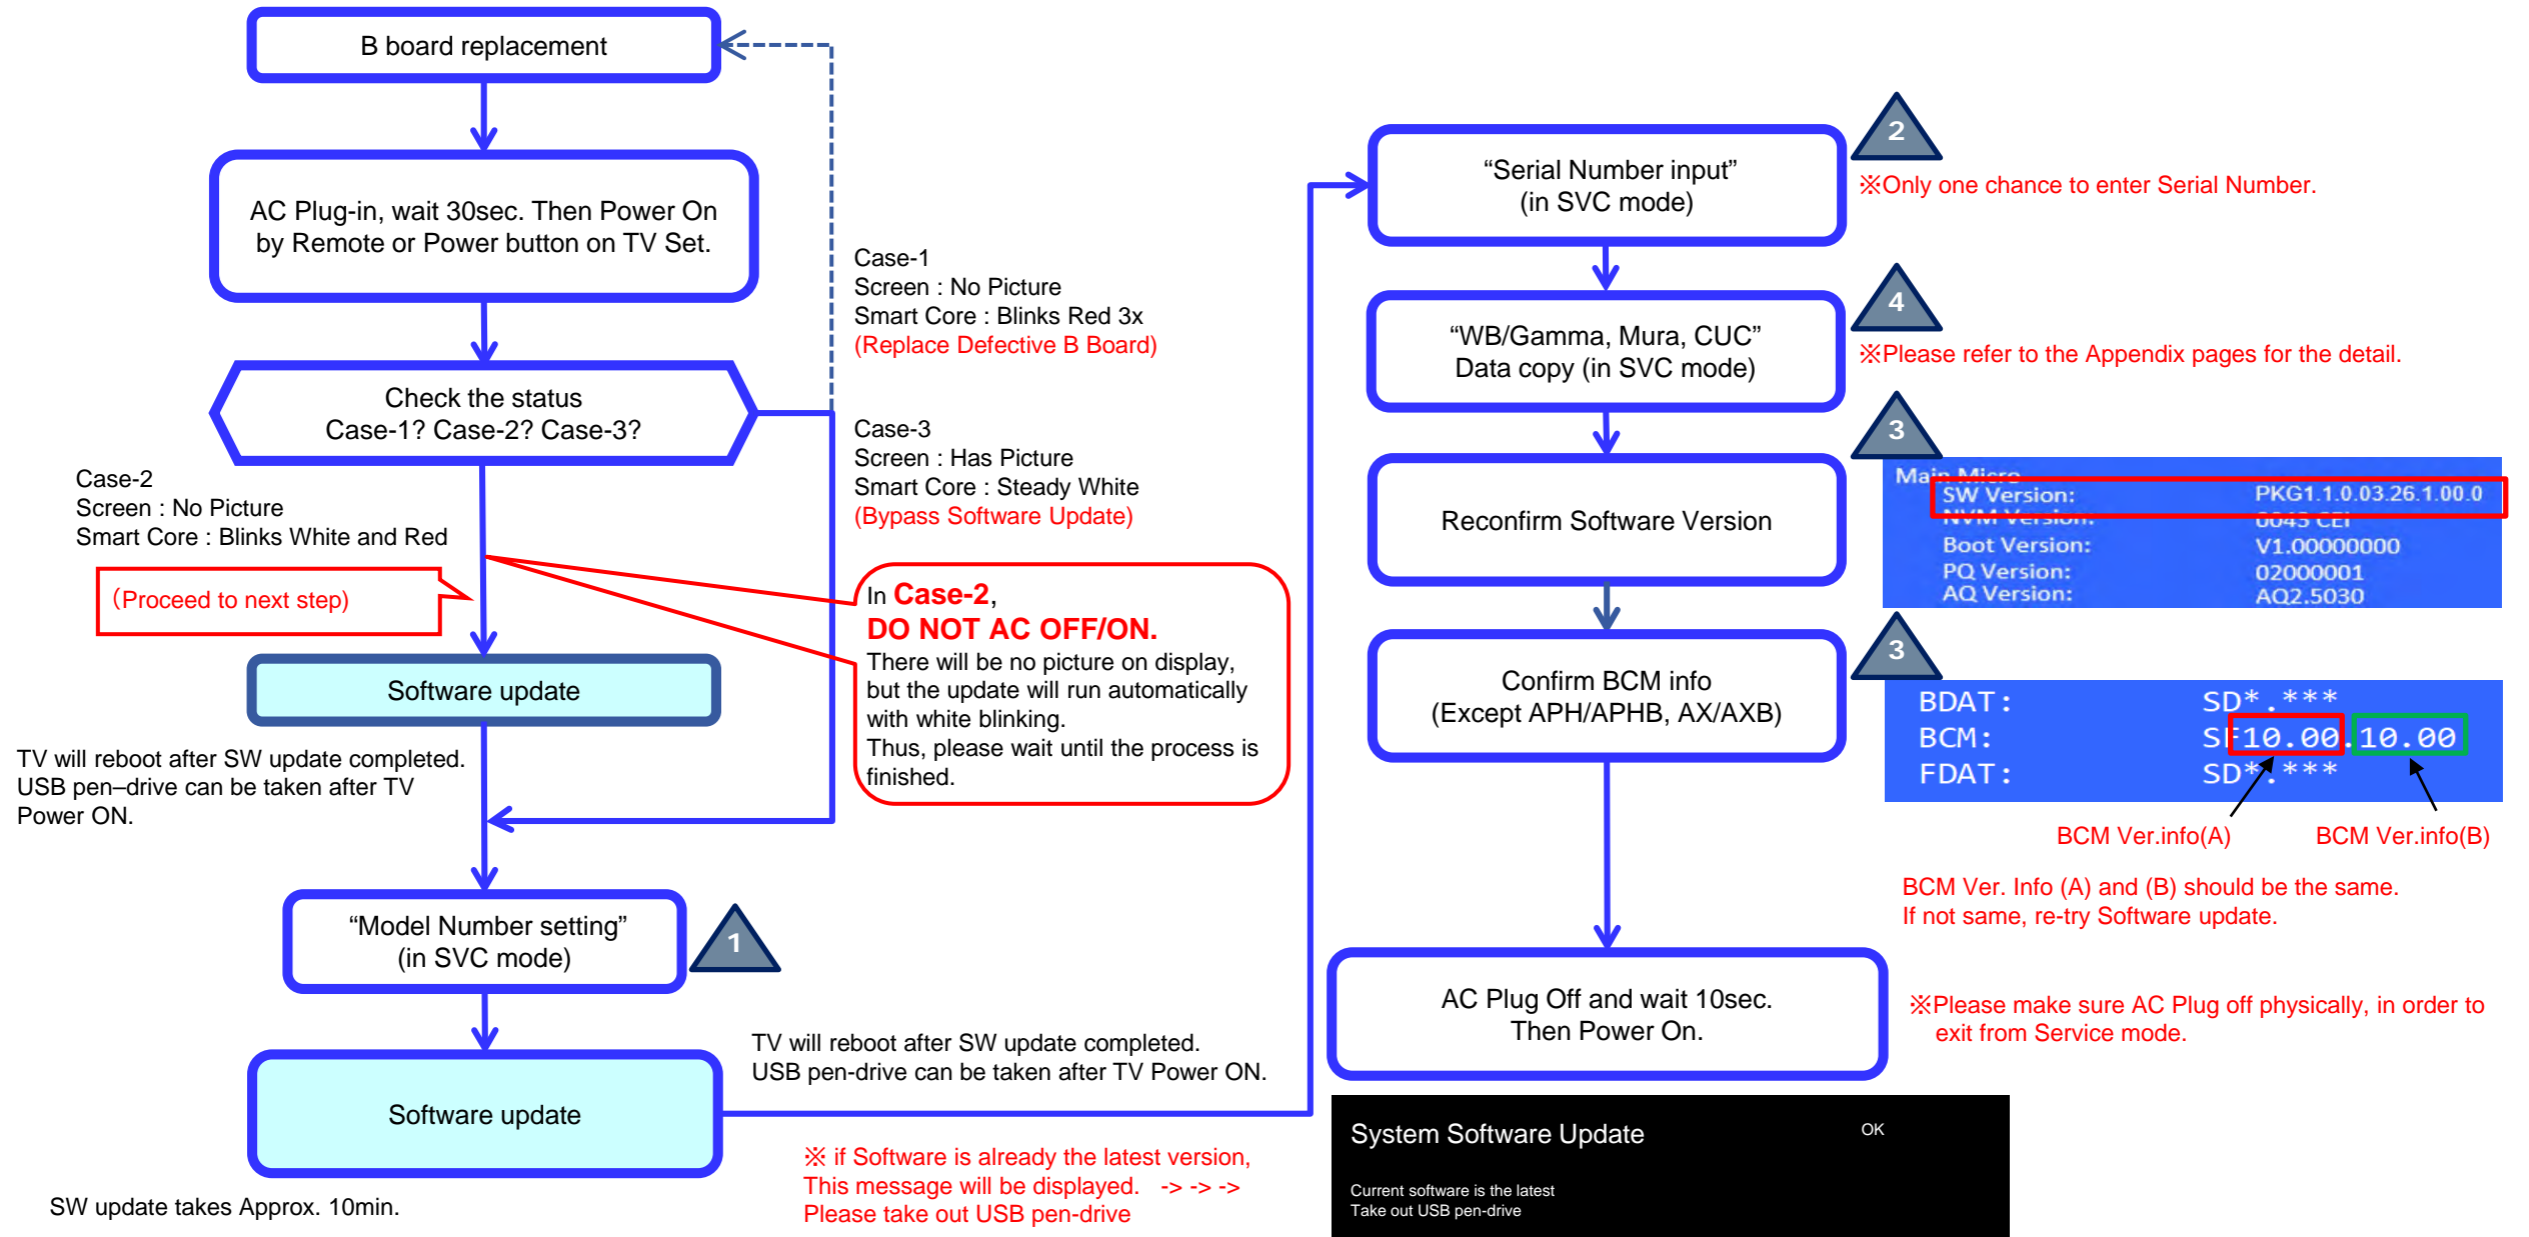 B board replacement
AC Plug-in, wait 30sec. Then Power On
by Remote or Power button on TV Set.
Check the status
Case-1? Case-2? Case-3?
Case-1
Screen : No Picture
Smart Core : Blinks Red 3x
(Replace Defective B Board)
Case-3
Screen : Has Picture
Smart Core : Steady White
(Bypass Software Update)
Case-2
Screen : No Picture
Smart Core : Blinks White and Red
(Proceed to next step)
In Case-2,
DO NOT AC OFF/ON.
There will be no picture on display,
but the update will run automatically
with white blinking.
Thus, please wait until the process is
finished.
Software update
TV will reboot after SW update completed.
USB pen–drive can be taken after TV
Power ON.
“Model Number setting”
(in SVC mode)
1
Software update
TV will reboot after SW update completed.
USB pen-drive can be taken after TV Power ON.
SW update takes Approx. 10min.
※ if Software is already the latest version,
This message will be displayed. -> -> ->
Please take out USB pen-drive
“Serial Number input”
(in SVC mode)
2
※Only one chance to enter Serial Number.
“WB/Gamma, Mura, CUC”
Data copy (in SVC mode)
4
※Please refer to the Appendix pages for the detail.
Reconfirm Software Version
3
Main Micro
SW Version: PKG1.1.0.03.26.1.00.0
NVM Version: 0045 CEI
Boot Version: V1.00000000
PQ Version: 02000001
AQ Version: AQ2.5030
Confirm BCM info
(Except APH/APHB, AX/AXB)
3
BDAT: SD*.***
BCM: SF10.00.10.00
FDAT: SD*.***
BCM Ver.info(A) BCM Ver.info(B)
BCM Ver. Info (A) and (B) should be the same.
If not same, re-try Software update.
AC Plug Off and wait 10sec.
Then Power On.
※Please make sure AC Plug off physically, in order to
exit from Service mode.
System Software Update OK
Current software is the latest
Take out USB pen-drive